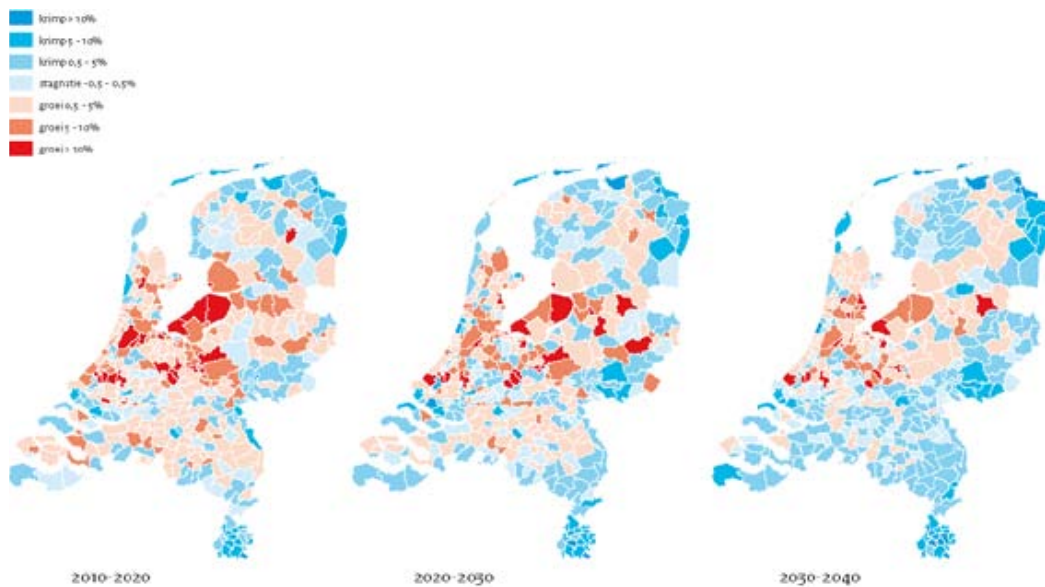 krimp > 10%
krimp 5 - 10%
krimp 0,5 - 5%
stagnatie -0,5 - 0,5%
groei 0,5 - 5%
groei 5 - 10%
groei > 10%
2010-2020
2020-2030
2030-2040